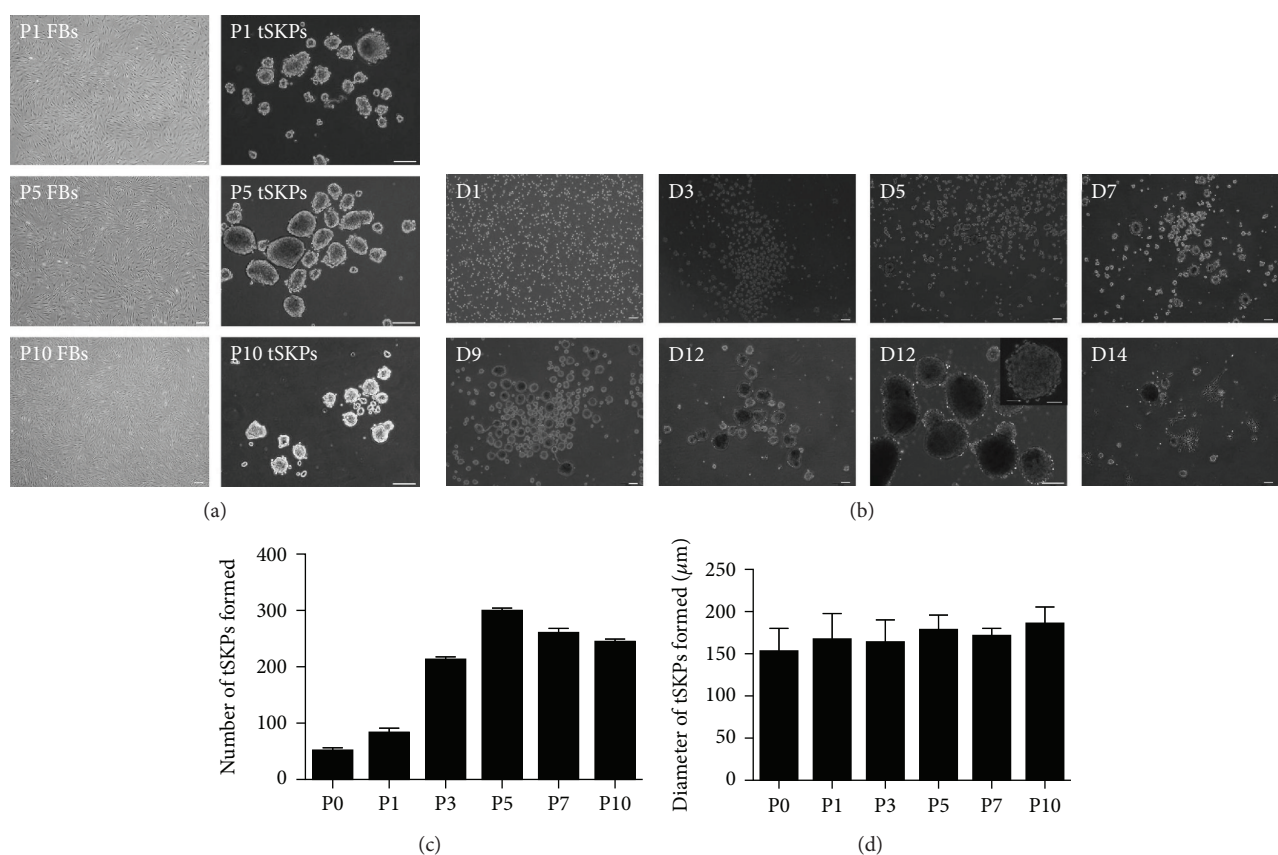 P1 FBs
P1 tSKPs
P5 FBs
P5 tSKPs
P10 FBs
P10 tSKPs
(a)
D1
D3
D5
D7
D9
D12
D12
D14
(b)
Number of tSKPs formed
400
300
200
100
0
P0 P1 P3 P5 P7 P10
(c)
Diameter of tSKPs formed (μm)
250
200
150
100
50
0
P0 P1 P3 P5 P7 P10
(d)